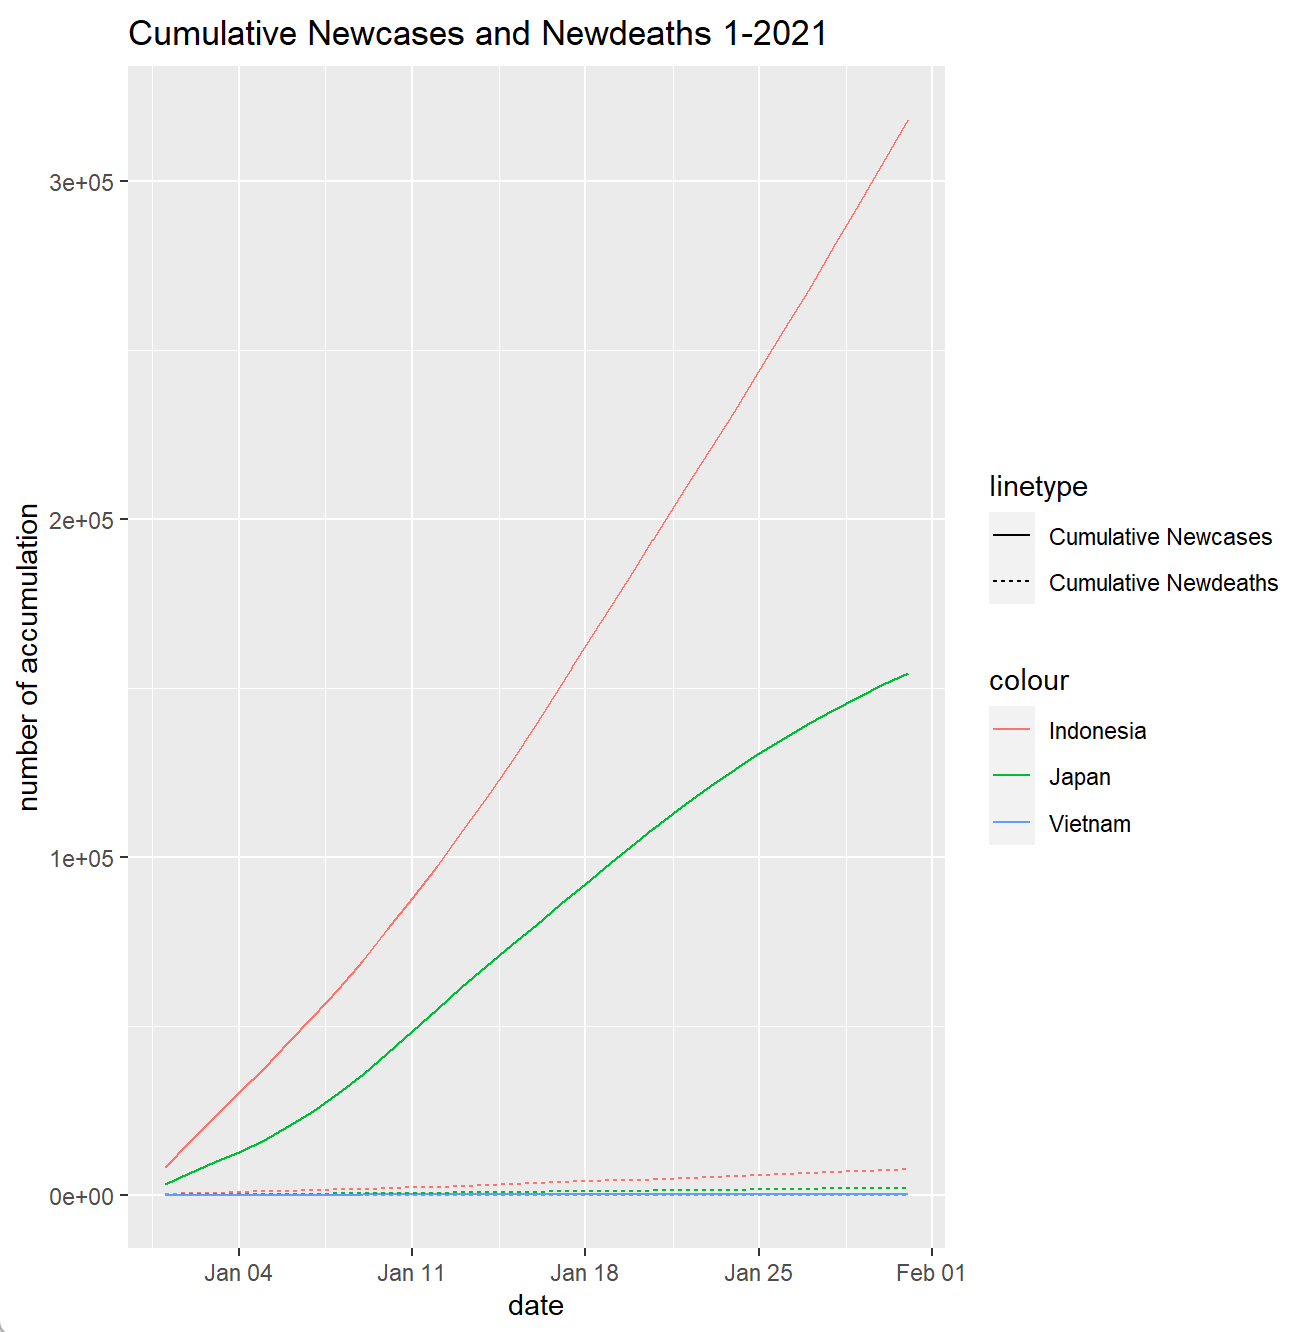 Cumulative Newcases and Newdeaths 1-2021
number of accumulation
3e+05
2e+05
1e+05
0e+00
Jan 04
Jan 11
Jan 18
Jan 25
Feb 01
date
linetype
Cumulative Newcases
Cumulative Newdeaths
colour
Indonesia
Japan
Vietnam